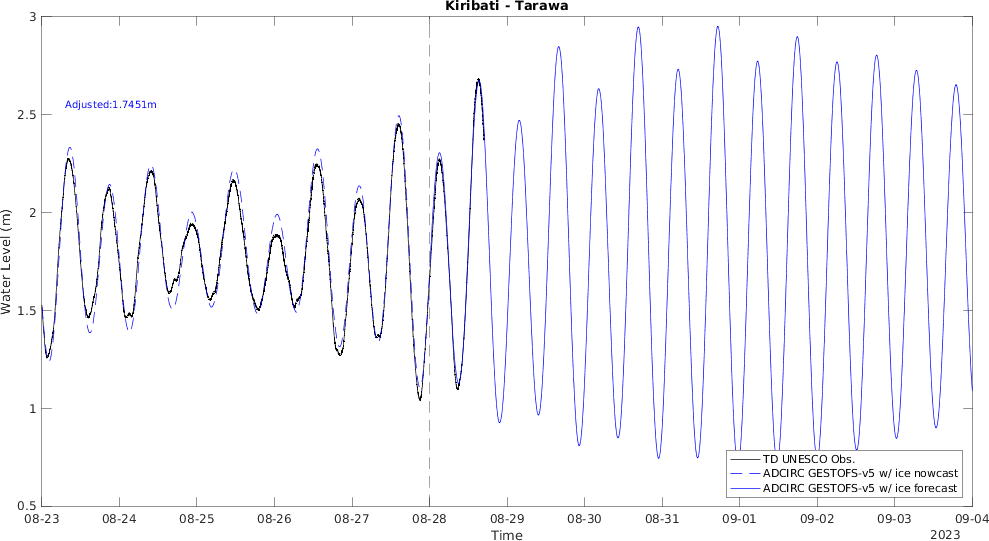 Kiribati - Tarawa
Water Level (m)
3
2.5
2
1.5
1
0.5
Adjusted:1.7451m
TD UNESCO Obs.
ADCIRC GESTOFS-v5 w/ ice nowcast
ADCIRC GESTOFS-v5 w/ ice forecast
08-23 08-24 08-25 08-26 08-27 08-28 08-29 08-30 08-31 09-01 09-02 09-03 09-04
Time
2023